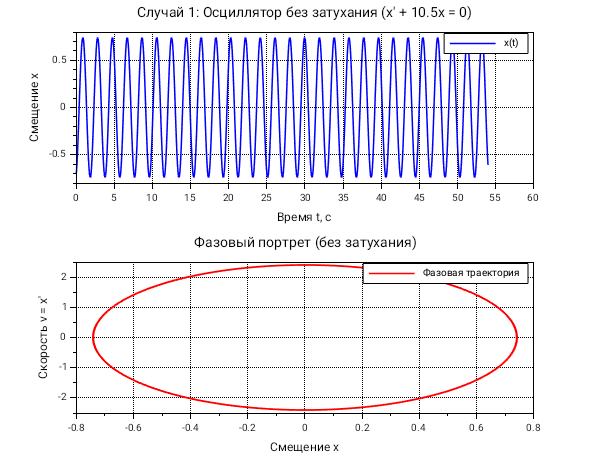 Случай 1: Осциллятор без затухания (x' + 10.5x = 0)
x(t)
0.5
0
-0.5
Смещение x
0 5 10 15 20 25 30 35 40 45 50 55 60
Время t, с
Фазовый портрет (без затухания)
Фазовая траектория
2
1
0
-1
-2
Скорость v = x'
-0.8 -0.6 -0.4 -0.2 0 0.2 0.4 0.6 0.8
Смещение x